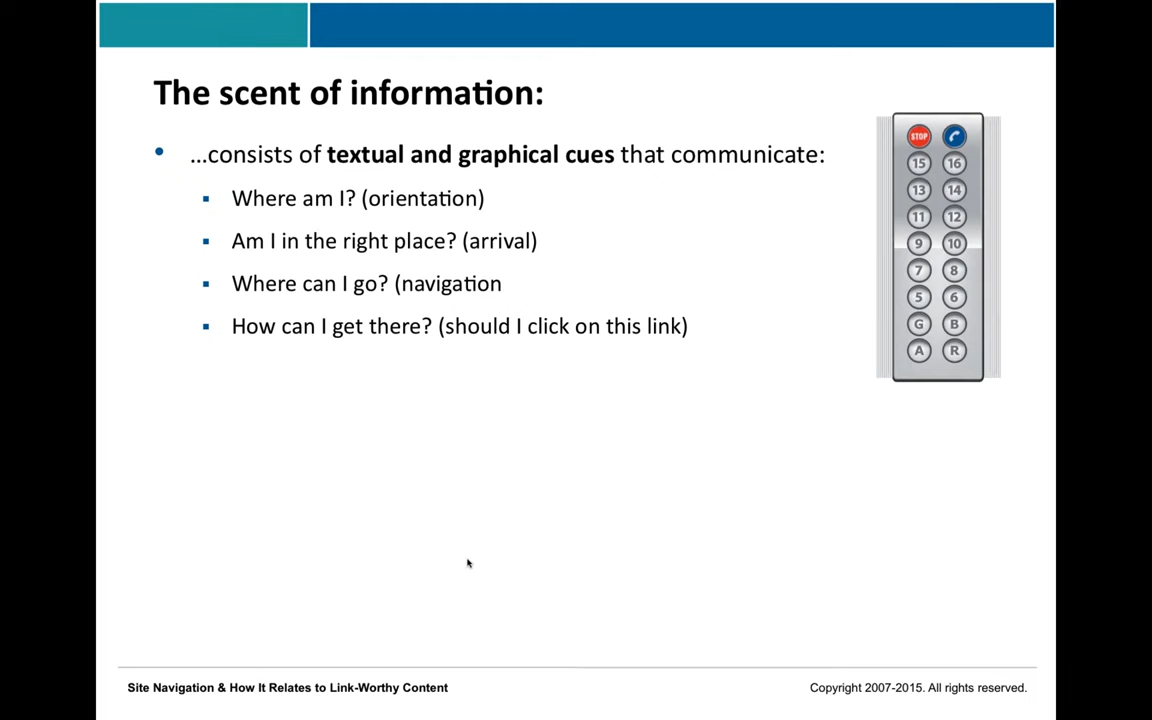 The scent of information:
...consists of textual and graphical cues that communicate:
Where am I? (orientation)
Am I in the right place? (arrival)
Where can I go? (navigation
How can I get there? (should I click on this link)
STOP
15 16
13 14
11 12
9 10
7 8
5 6
G B
A R
Site Navigation & How It Relates to Link-Worthy Content
Copyright 2007-2015. All rights reserved.